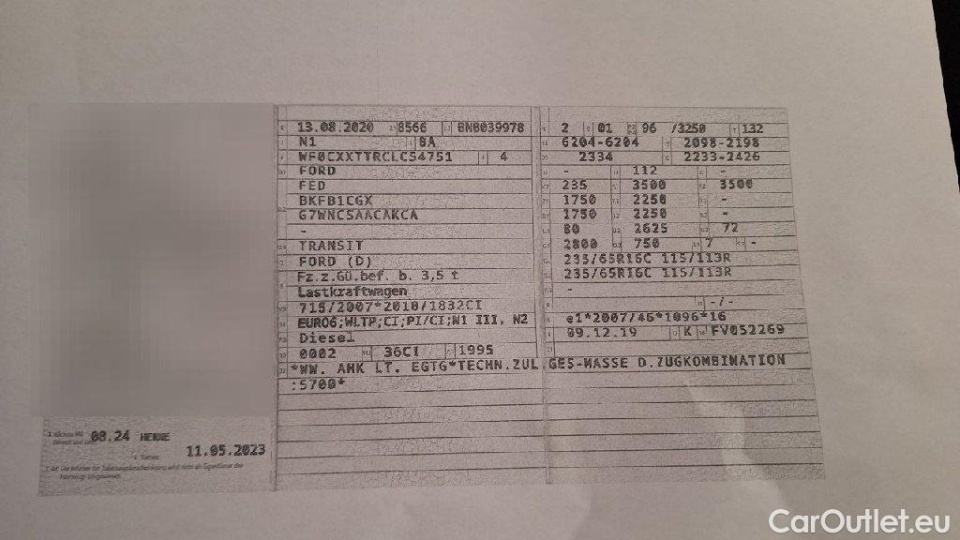 13.08.2020 8566 BNB039978 2 01 96 /3250 132
N1 BA 6204-6204 2098-2198
WF0CXXTTRCLC54751 4 2334 2233-2426
FORD - 112 -
FED 235 3500 3500
BKFB1CGX 1750 2250 -
G7WNC5AACAKCA 1750 2250 -
- 80 2625 72
TRANSIT 2800 750 7 -
FORD (D) 235/65R16C 115/113R
Fz.z.Gü.bef. b. 3,5 t 235/65R16C 115/113R
Lastkraftwagen -
715/2007*2018/1832CI -/-
EURO6;WLTP;CI;PI/CI;N1 III, N2 e1*2007/46*1096*16
Diesel 09.12.19 K FV052269
0002 36CI 1995
*WW. AHK LT. EGTG*TECHN.ZUL.GES-MASSE D.ZUGKOMBINATION
:5700*
08.24
11.05.2023
CarOutlet.eu